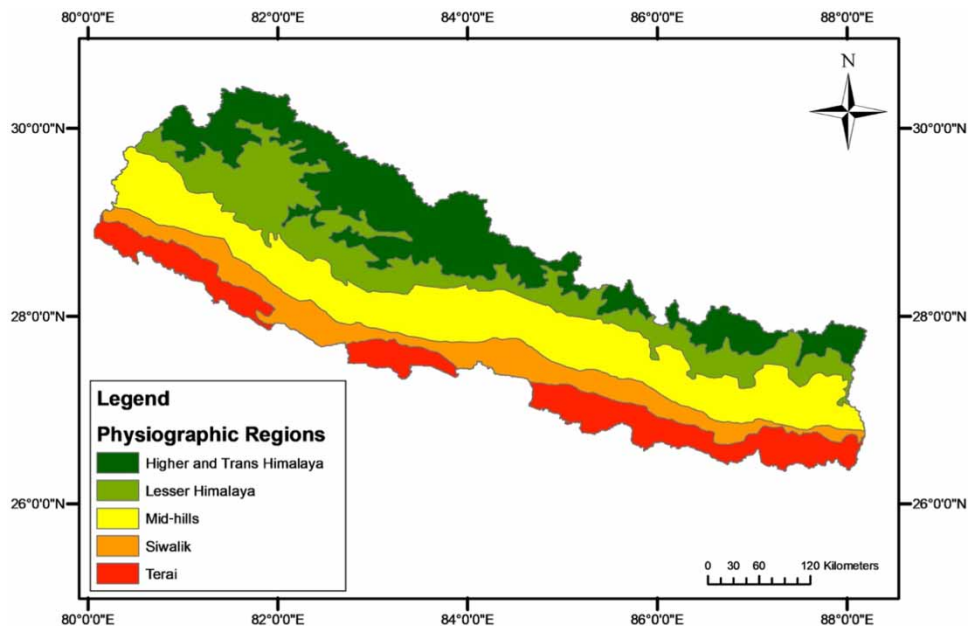 80°0'0"E 82°0'0"E 84°0'0"E 86°0'0"E 88°0'0"E
N
30°0'0"N 30°0'0"N
28°0'0"N 28°0'0"N
Legend
Physiographic Regions
Higher and Trans Himalaya
Lesser Himalaya
Mid-hills
Siwalik
Terai
26°0'0"N 26°0'0"N
0 30 60 120 Kilometers
80°0'0"E 82°0'0"E 84°0'0"E 86°0'0"E 88°0'0"E